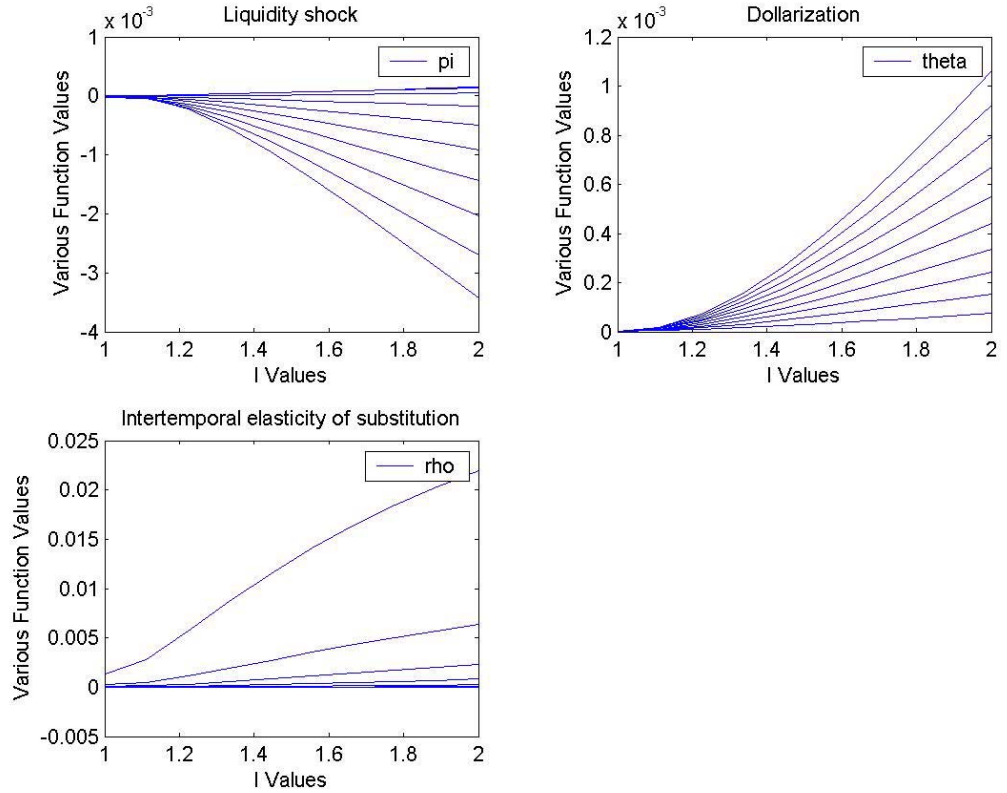 Liquidity shock
x 10^-3
pi
1
0
-1
-2
-3
-4
Various Function Values
1 1.2 1.4 1.6 1.8 2
I Values
Dollarization
x 10^-3
theta
1.2
1
0.8
0.6
0.4
0.2
0
Various Function Values
1 1.2 1.4 1.6 1.8 2
I Values
Intertemporal elasticity of substitution
rho
0.025
0.02
0.015
0.01
0.005
0
-0.005
Various Function Values
1 1.2 1.4 1.6 1.8 2
I Values